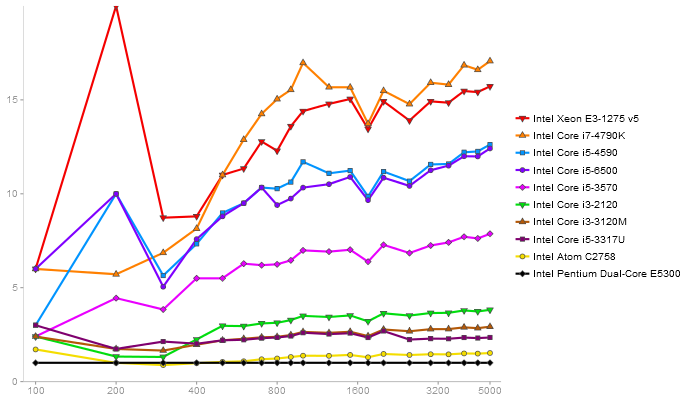 15
10
5
0
100
200
400
800
1600
3200
5000
Intel Xeon E3-1275 v5
Intel Core i7-4790K
Intel Core i5-4590
Intel Core i5-6500
Intel Core i5-3570
Intel Core i3-2120
Intel Core i3-3120M
Intel Core i5-3317U
Intel Atom C2758
Intel Pentium Dual-Core E5300